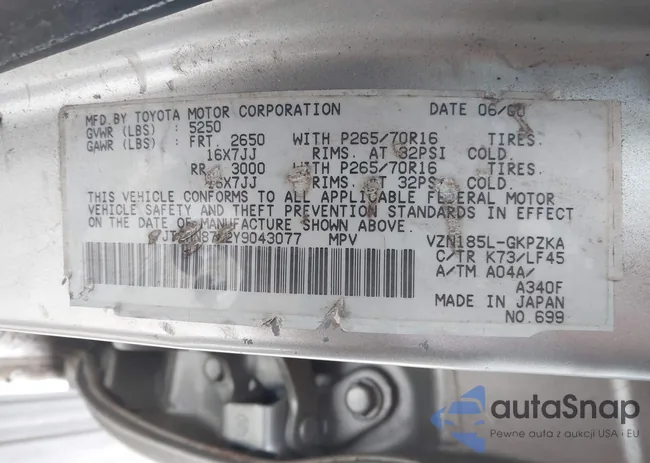 MFD. BY TOYOTA MOTOR CORPORATION DATE 06/00
GVWR (LBS) : 5250
GAWR (LBS) : FRT. 2650 WITH P265/70R16 TIRES.
16X7JJ RIMS. AT 32PSI COLD.
RR. 3000 WITH P265/70R16 TIRES.
16X7JJ RIMS. AT 32PSI COLD.
THIS VEHICLE CONFORMS TO ALL APPLICABLE FEDERAL MOTOR
VEHICLE SAFETY AND THEFT PREVENTION STANDARDS IN EFFECT
ON THE DATE OF MANUFACTURE SHOWN ABOVE.
MPV VZN185L-GKPZKA
C/TR K73/LF45
A/TM A04A/
A340F
MADE IN JAPAN
NO.699
autoSnap
Pewne auta z aukcji USA i EU